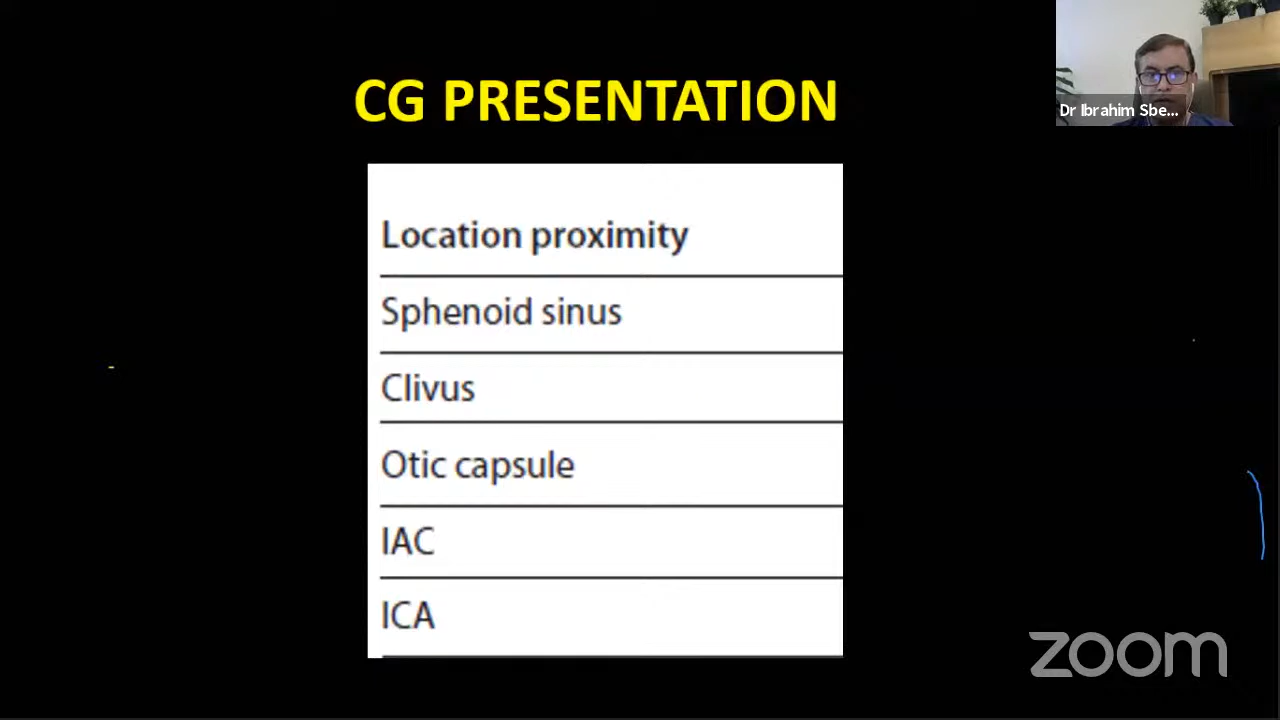 CG PRESENTATION
Dr Ibrahim Sbe...
Location proximity
Sphenoid sinus
Clivus
Otic capsule
IAC
ICA
zoom